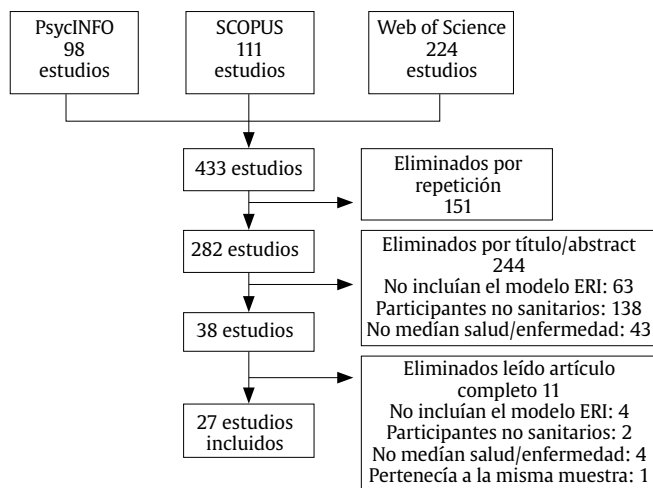 PsycINFO
98
estudios
SCOPUS
111
estudios
Web of Science
224
estudios
433 estudios
Eliminados por
repetición
151
282 estudios
Eliminados por título/abstract
244
No incluían el modelo ERI: 63
Participantes no sanitarios: 138
No medían salud/enfermedad: 43
38 estudios
Eliminados leído artículo
completo 11
No incluían el modelo ERI: 4
Participantes no sanitarios: 2
No medían salud/enfermedad: 4
Pertenecía a la misma muestra: 1
27 estudios
incluidos